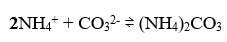 2NH₄⁺ + CO₃²⁻ ⇌ (NH₄)₂CO₃